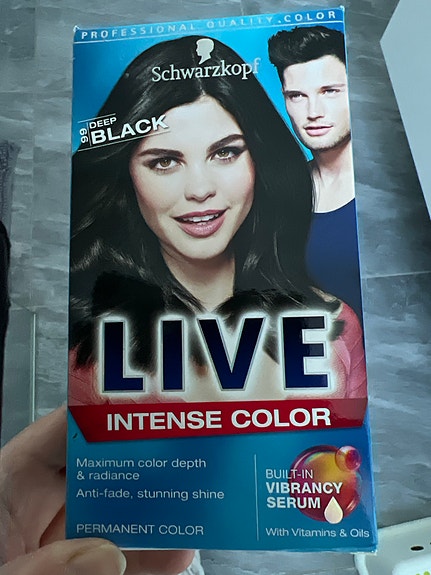 PROFESSIONAL QUALITY COLOR
Schwarzkopf
99 DEEP
BLACK
LIVE
INTENSE COLOR
Maximum color depth
& radiance
Anti-fade, stunning shine
PERMANENT COLOR
BUILT-IN
VIBRANCY
SERUM
With Vitamins & Oils